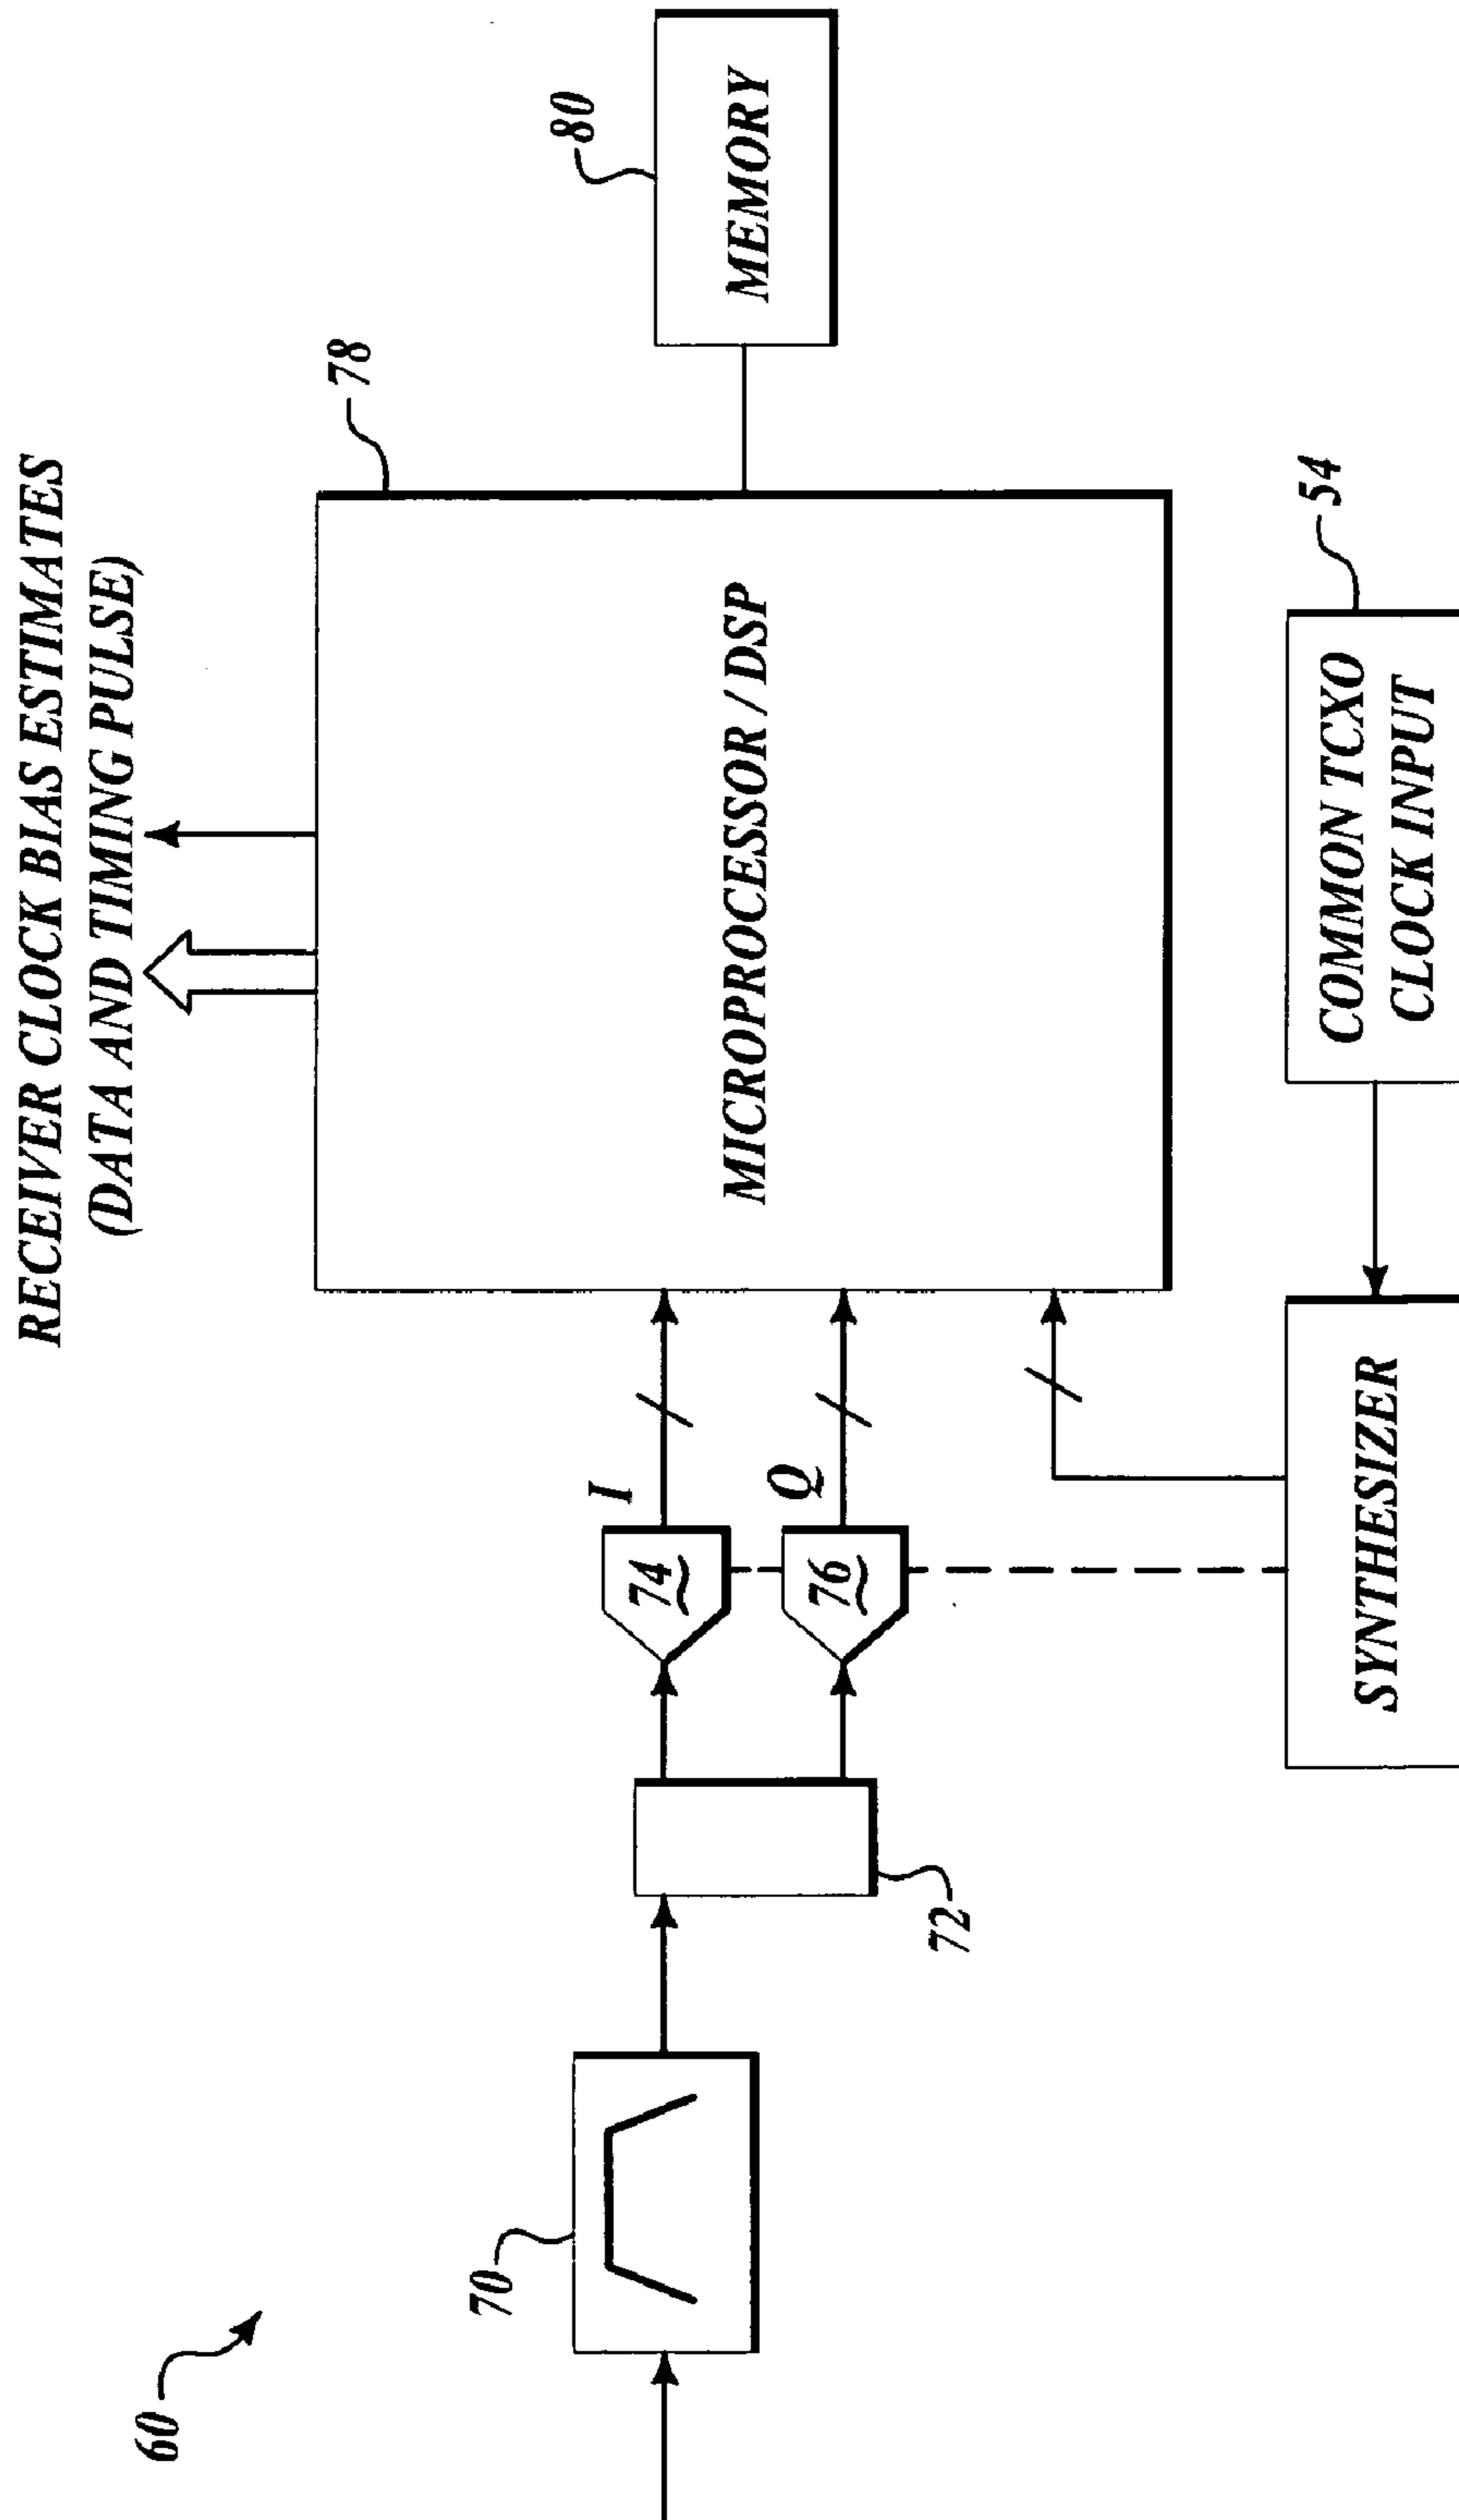 RECEIVER CLOCK BIAS ESTIMATES
(DATA AND TIMING PULSE)
60
78
80
70
I
74
MICROPROCESSOR / DSP
MEMORY
Q
76
72
54
SYNTHESIZER
COMMON TCXO
CLOCK INPUT